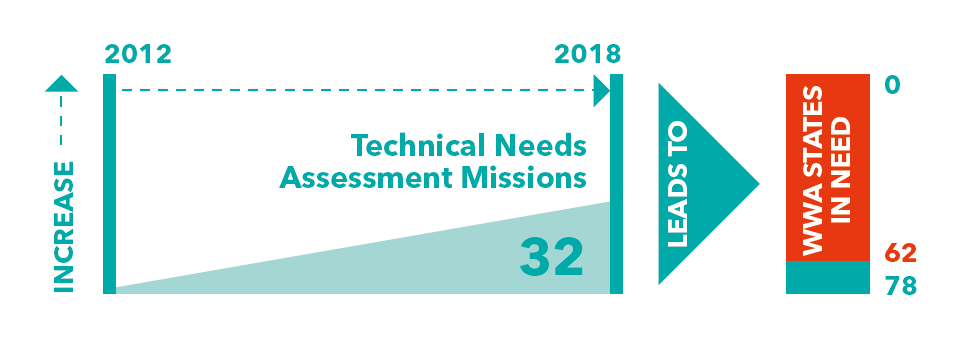 2012
2018
INCREASE
Technical Needs
Assessment Missions
32
LEADS TO
WWA STATES
IN NEED
0
62
78